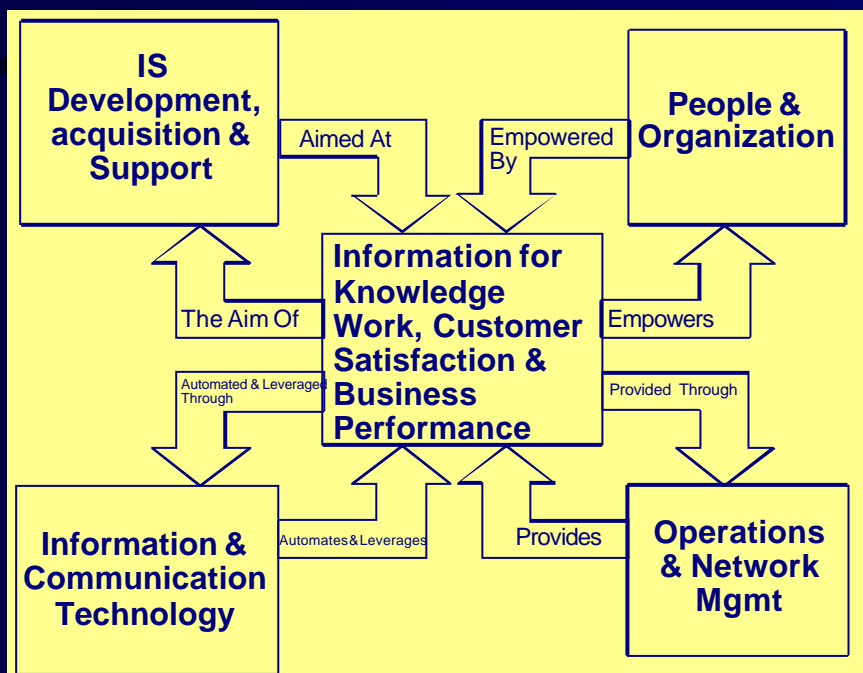 IS
Development,
acquisition &
Support
Aimed At
Empowered
By
People &
Organization
The Aim Of
Information for
Knowledge
Work, Customer
Satisfaction &
Business
Performance
Empowers
Automated & Leveraged
Through
Provided Through
Information &
Communication
Technology
Automates & Leverages
Provides
Operations
& Network
Mgmt